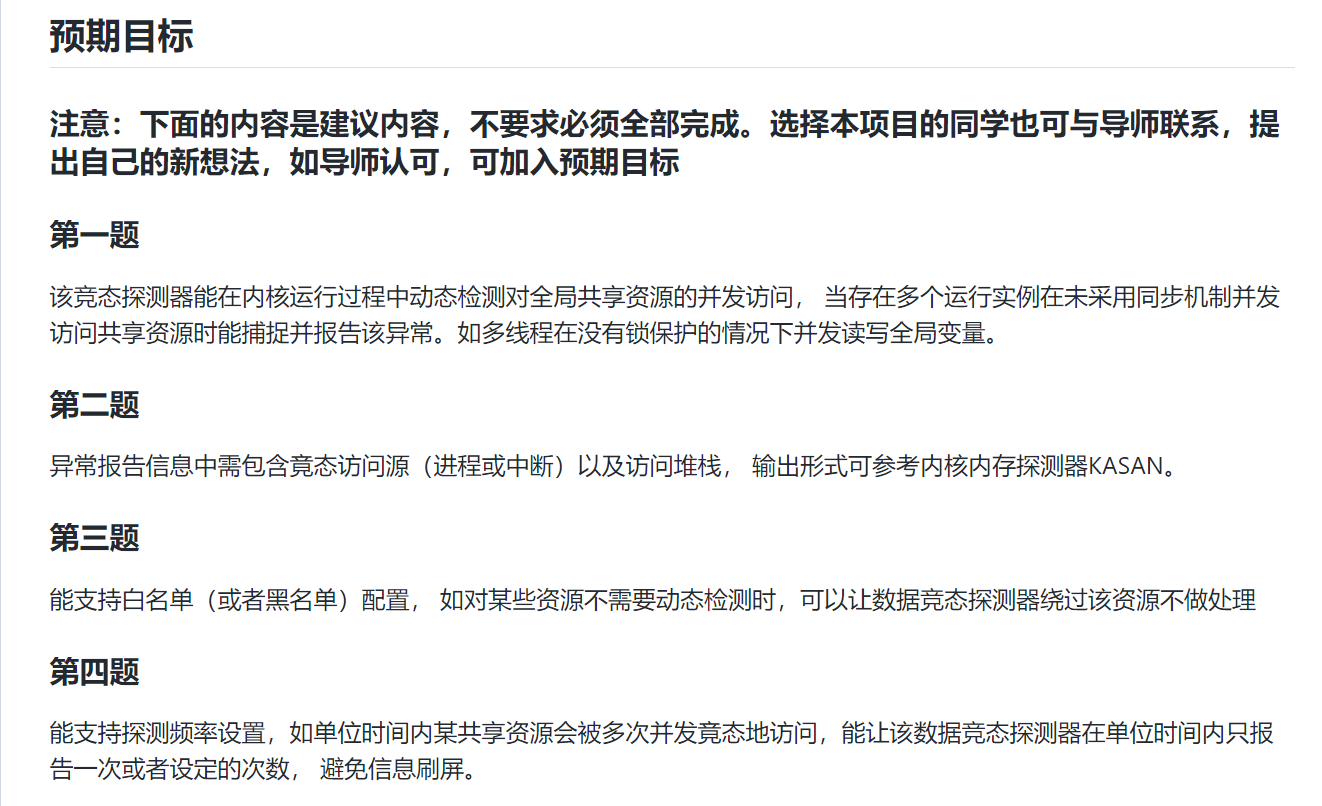 预期目标
注意：下面的内容是建议内容，不要求必须全部完成。选择本项目的同学也可与导师联系，提
出自己的新想法，如导师认可，可加入预期目标
第一题
该竞态探测器能在内核运行过程中动态检测对全局共享资源的并发访问， 当存在多个运行实例在未采用同步机制并发
访问共享资源时能捕捉并报告该异常。如多线程在没有锁保护的情况下并发读写全局变量。
第二题
异常报告信息中需包含竟态访问源（进程或中断）以及访问堆栈， 输出形式可参考内核内存探测器KASAN。
第三题
能支持白名单（或者黑名单）配置， 如对某些资源不需要动态检测时，可以让数据竞态探测器绕过该资源不做处理
第四题
能支持探测频率设置，如单位时间内某共享资源会被多次并发竟态地访问，能让该数据竞态探测器在单位时间内只报
告一次或者设定的次数， 避免信息刷屏。